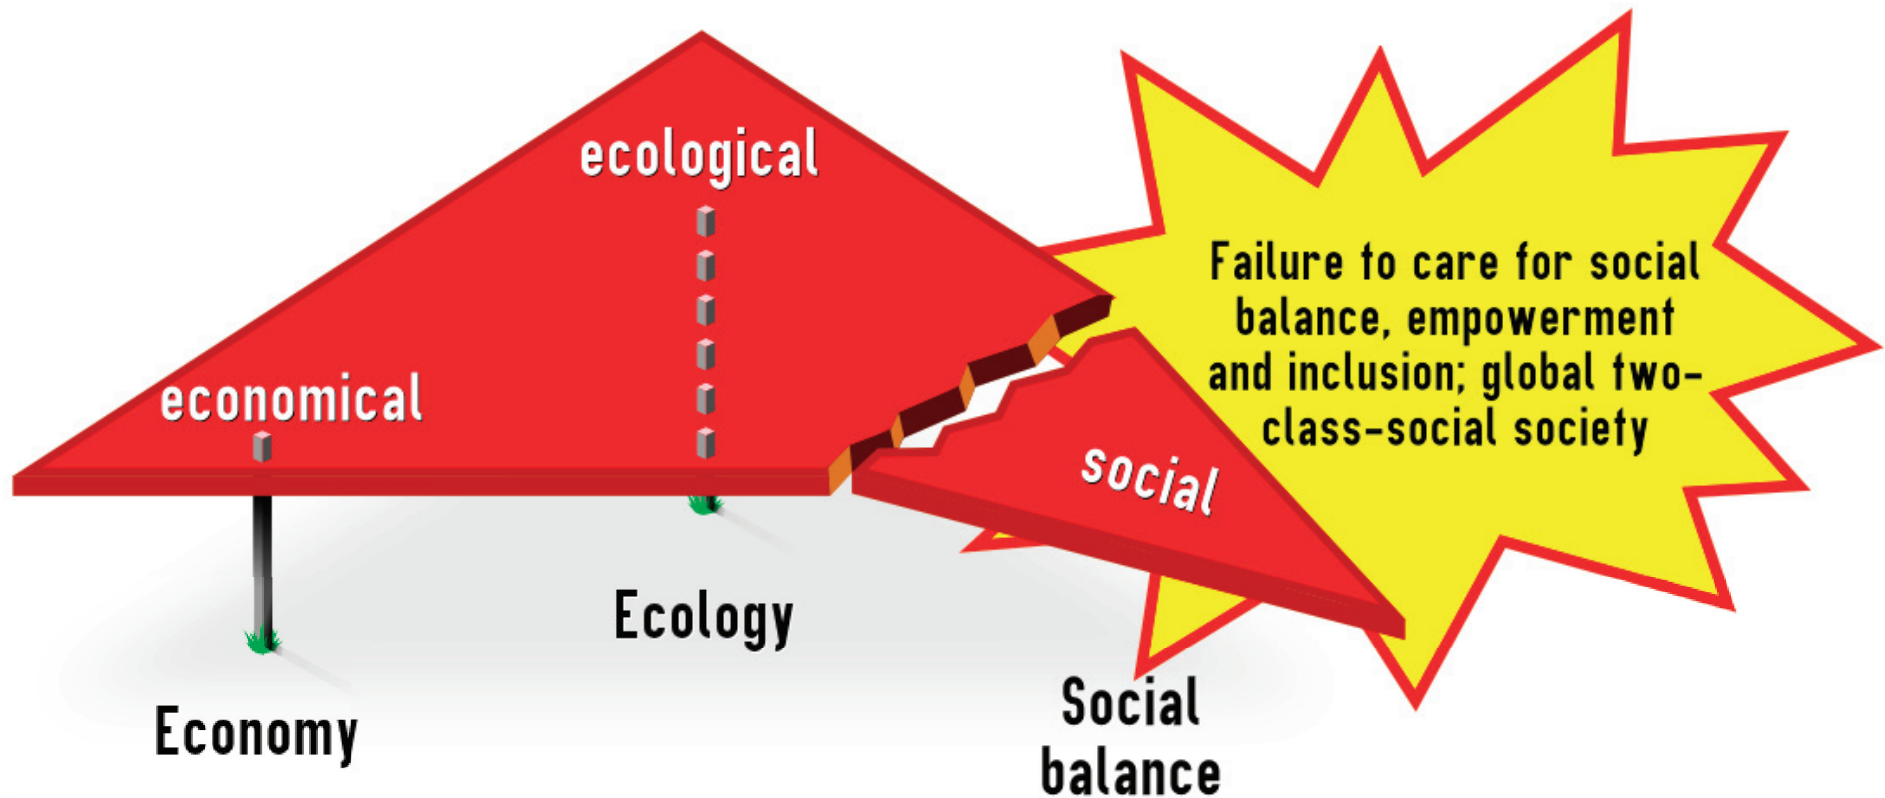 ecological
economical
social
Failure to care for social
balance, empowerment
and inclusion; global two-
class-social society
Ecology
Economy
Social
balance